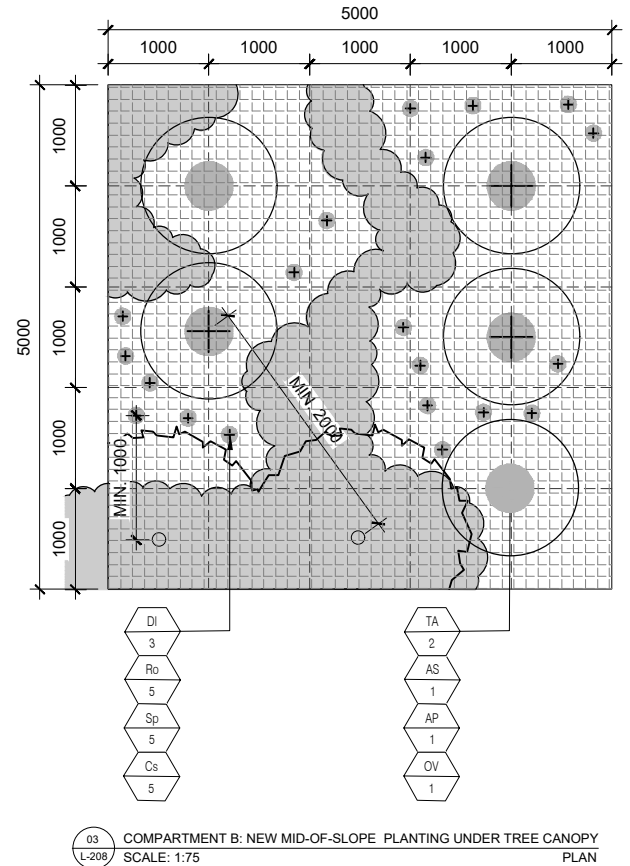 5000
1000 1000 1000 1000 1000
5000
1000
1000
1000
1000
1000
MIN. 2000
MIN. 1000
DI
3
Ro
5
Sp
5
Cs
5
TA
2
AS
1
AP
1
OV
1
03
L-208
COMPARTMENT B: NEW MID-OF-SLOPE PLANTING UNDER TREE CANOPY
SCALE: 1:75
PLAN